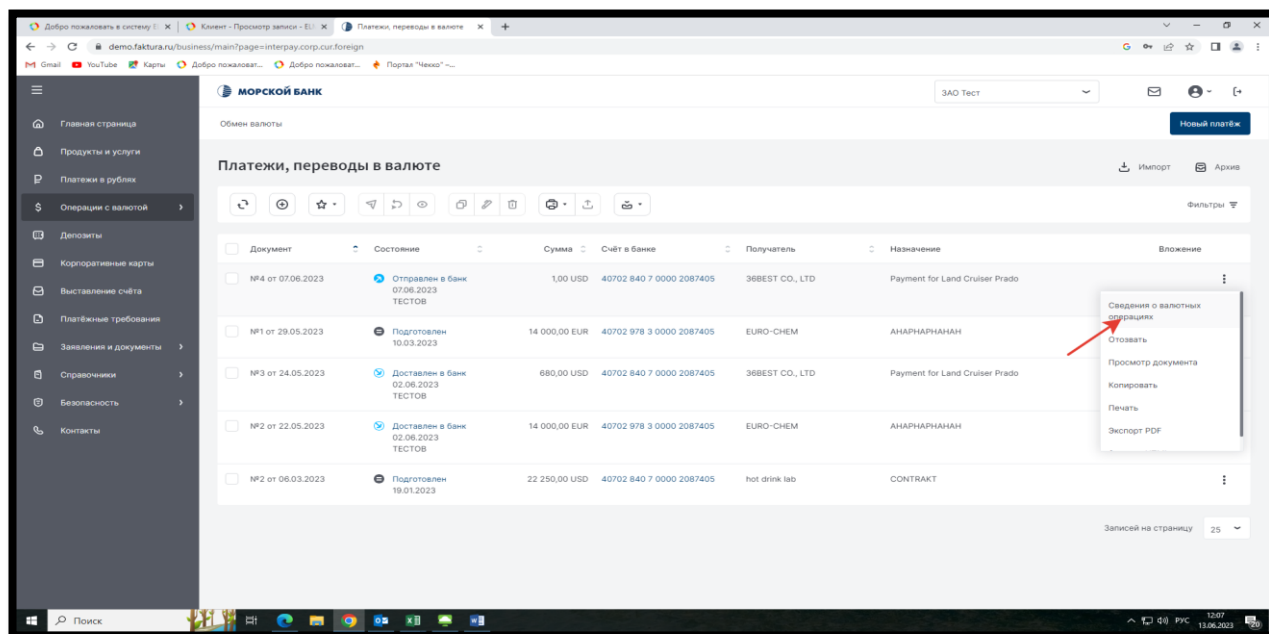 Добро пожаловать в систему E
Клиент - Просмотр записи - ELI
Платежи, переводы в валюте
demo.faktura.ru/business/main?page=interpay.corp.cur.foreign
Gmail YouTube Карты Добро пожаловат... Добро пожаловат... Портал "Чекко" –...
МОРСКОЙ БАНК
ЗАО Тест
Главная страница
Продукты и услуги
Платежи в рублях
Операции с валютой
Депозиты
Корпоративные карты
Выставление счёта
Платёжные требования
Заявления и документы
Справочники
Безопасность
Контакты
Обмен валюты
Новый платёж
Платежи, переводы в валюте
Импорт Архив
Фильтры
Документ Состояние Сумма Счёт в банке Получатель Назначение Вложение
№4 от 07.06.2023 Отправлен в банк 1,00 USD 40702 840 7 0000 2087405 36BEST CO., LTD Payment for Land Cruiser Prado
07.06.2023
ТЕСТОВ
№1 от 29.05.2023 Подготовлен 14 000,00 EUR 40702 978 3 0000 2087405 EURO-CHEM AHAPHAPHAHAH
10.03.2023
№3 от 24.05.2023 Доставлен в банк 680,00 USD 40702 840 7 0000 2087405 36BEST CO., LTD Payment for Land Cruiser Prado
02.06.2023
ТЕСТОВ
№2 от 22.05.2023 Доставлен в банк 14 000,00 EUR 40702 978 3 0000 2087405 EURO-CHEM AHAPHAPHAHAH
02.06.2023
ТЕСТОВ
№2 от 06.03.2023 Подготовлен 22 250,00 USD 40702 840 7 0000 2087405 hot drink lab CONTRAKT
19.01.2023
Сведения о валютных
операциях
Отозвать
Просмотр документа
Копировать
Печать
Экспорт PDF
Записей на страницу 25
Поиск
РУС
12:07
13.06.2023
20